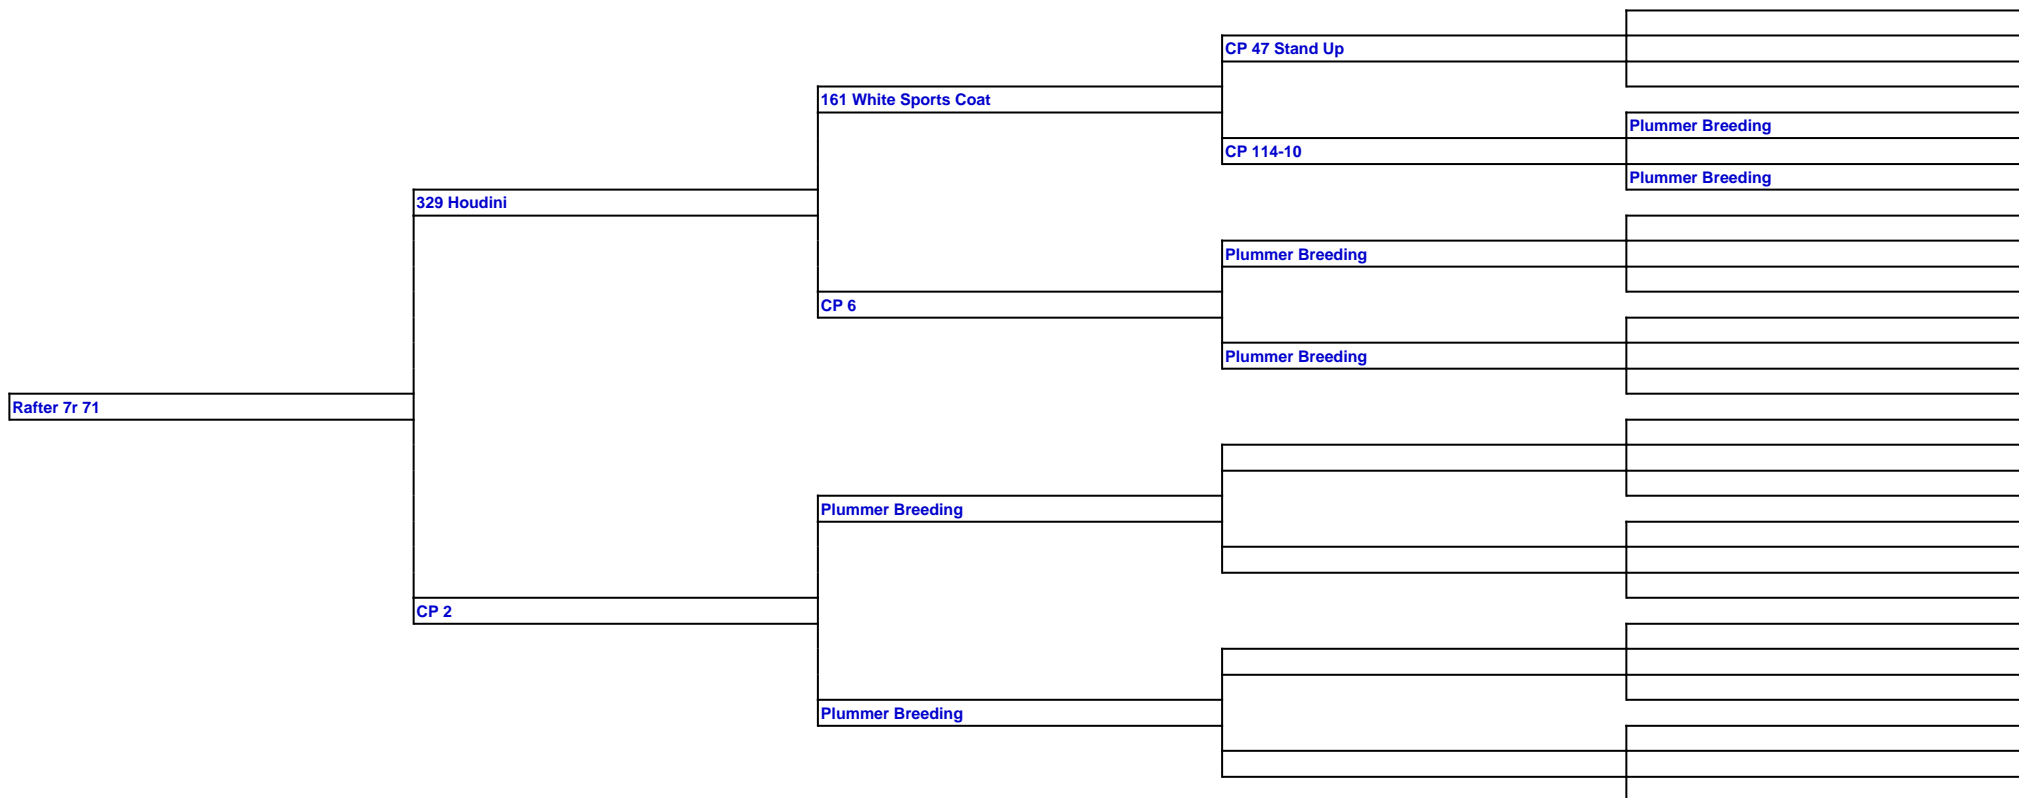 CP 47 Stand Up
161 White Sports Coat
Plummer Breeding
CP 114-10
Plummer Breeding
329 Houdini
Plummer Breeding
CP 6
Plummer Breeding
Rafter 7r 71
Plummer Breeding
CP 2
Plummer Breeding